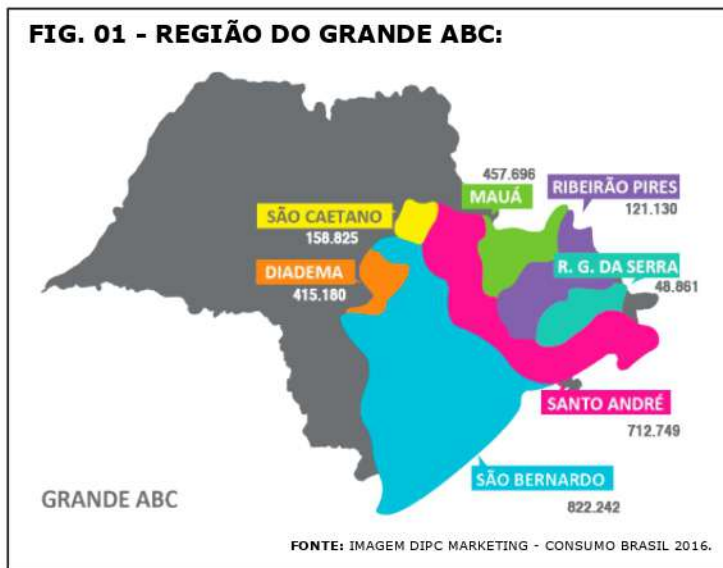 FIG. 01 - REGIÃO DO GRANDE ABC:
457.696
MAUÁ
RIBEIRÃO PIRES
121.130
SÃO CAETANO
158.825
DIADEMA
415.180
R. G. DA SERRA
48.861
SANTO ANDRÉ
712.749
SÃO BERNARDO
822.242
GRANDE ABC
FONTE: IMAGEM DIPC MARKETING - CONSUMO BRASIL 2016.